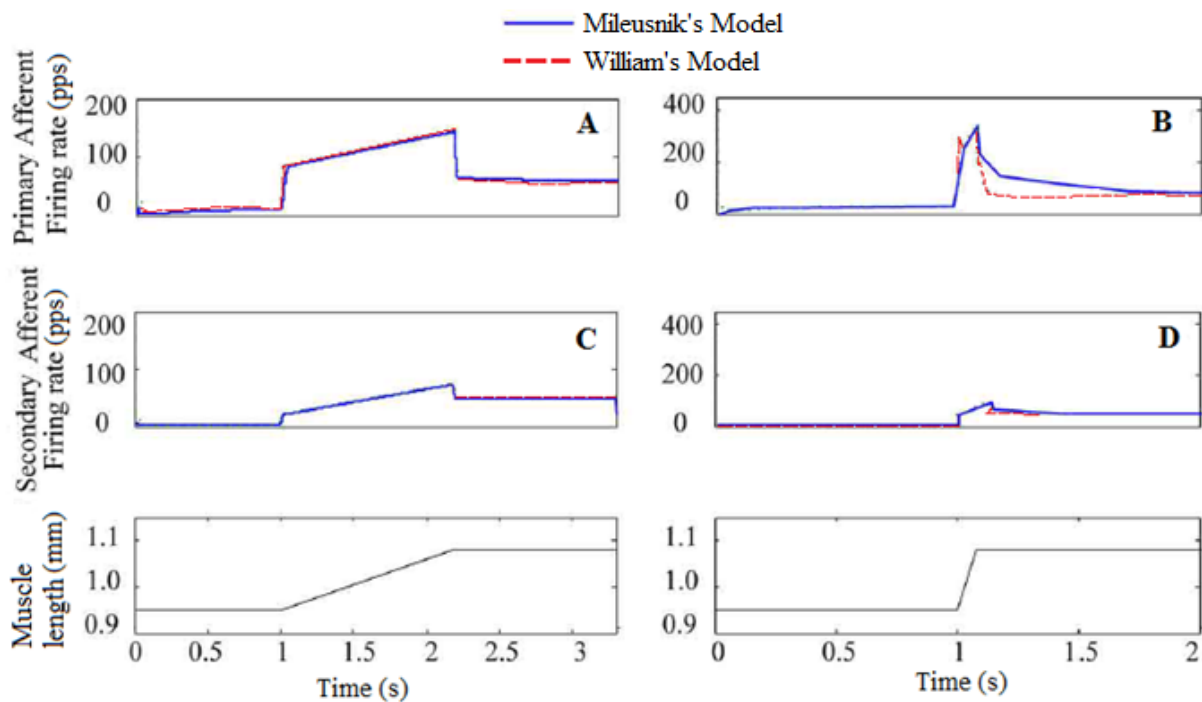 Mileusnik's Model
William's Model
Primary Afferent
Firing rate (pps)
200
100
0
A
400
200
0
B
Secondary Afferent
Firing rate (pps)
200
100
0
C
400
200
0
D
Muscle
length (mm)
1.1
1.0
0.9
0 0.5 1 1.5 2 2.5 3
Time (s)
1.1
1.0
0.9
0 0.5 1 1.5 2
Time (s)